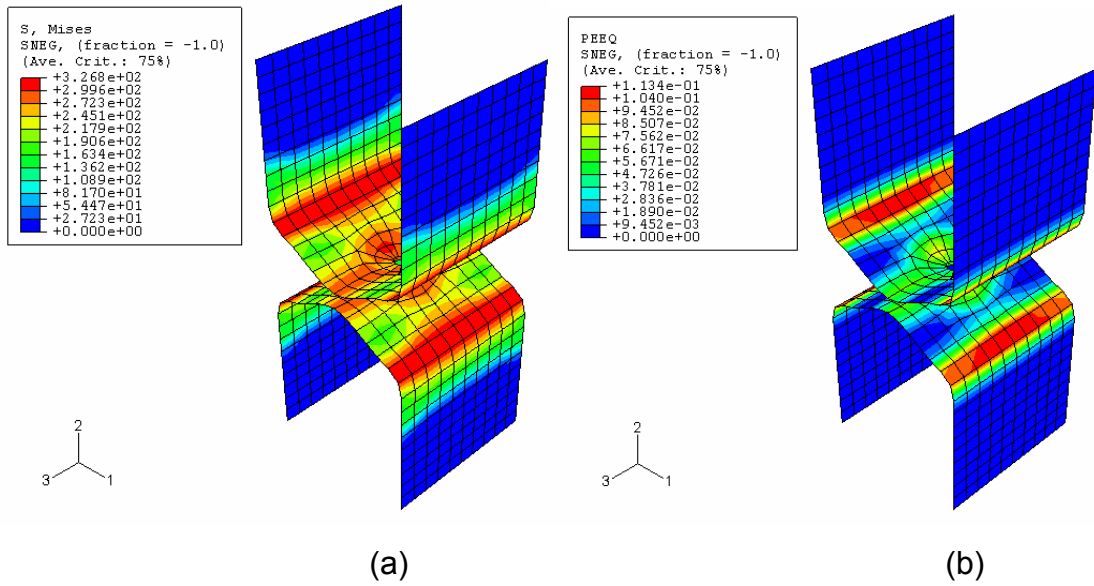 S, Mises
SNEG, (fraction = -1.0)
(Ave. Crit.: 75%)
+3.268e+02
+2.996e+02
+2.723e+02
+2.451e+02
+2.179e+02
+1.906e+02
+1.634e+02
+1.362e+02
+1.089e+02
+8.170e+01
+5.447e+01
+2.723e+01
+0.000e+00
2
3
1
(a)
PEEQ
SNEG, (fraction = -1.0)
(Ave. Crit.: 75%)
+1.134e-01
+1.040e-01
+9.452e-02
+8.507e-02
+7.562e-02
+6.617e-02
+5.671e-02
+4.726e-02
+3.781e-02
+2.836e-02
+1.890e-02
+9.452e-03
+0.000e+00
2
3
1
(b)